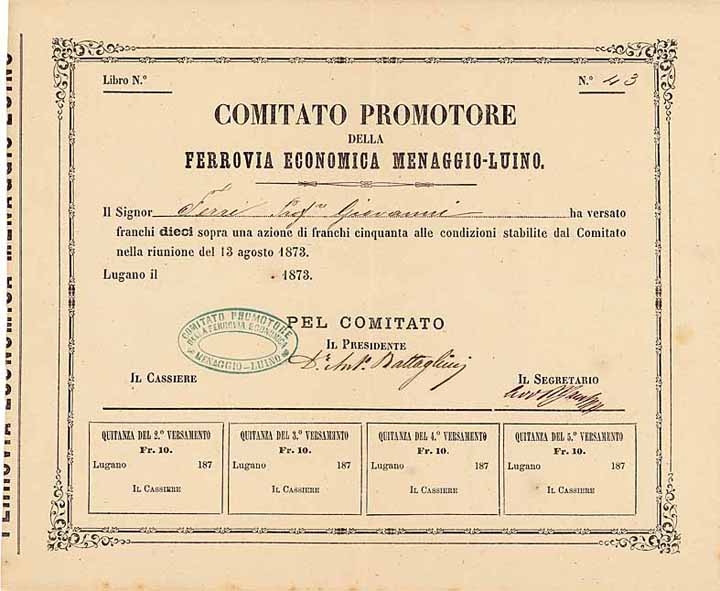 Libro N.º
N.º 43
COMITATO PROMOTORE
DELLA
FERROVIA ECONOMICA MENAGGIO-LUINO.
Il Signor Ferri Prof.re Giovanni ha versato
franchi dieci sopra una azione di franchi cinquanta alle condizioni stabilite dal Comitato
nella riunione del 13 agosto 1873.
Lugano il 1873.
COMITATO PROMOTORE
DELLA FERROVIA ECONOMICA
MENAGGIO-LUINO
PEL COMITATO
IL PRESIDENTE
D.r Ant.º Battaglini
IL CASSIERE
IL SEGRETARIO
QUITANZA DEL 2.º VERSAMENTO
Fr. 10.
Lugano 187
IL CASSIERE
QUITANZA DEL 3.º VERSAMENTO
Fr. 10.
Lugano 187
IL CASSIERE
QUITANZA DEL 4.º VERSAMENTO
Fr. 10.
Lugano 187
IL CASSIERE
QUITANZA DEL 5.º VERSAMENTO
Fr. 10.
Lugano 187
IL CASSIERE
FERROVIA ECONOMICA MENAGGIO LUINO